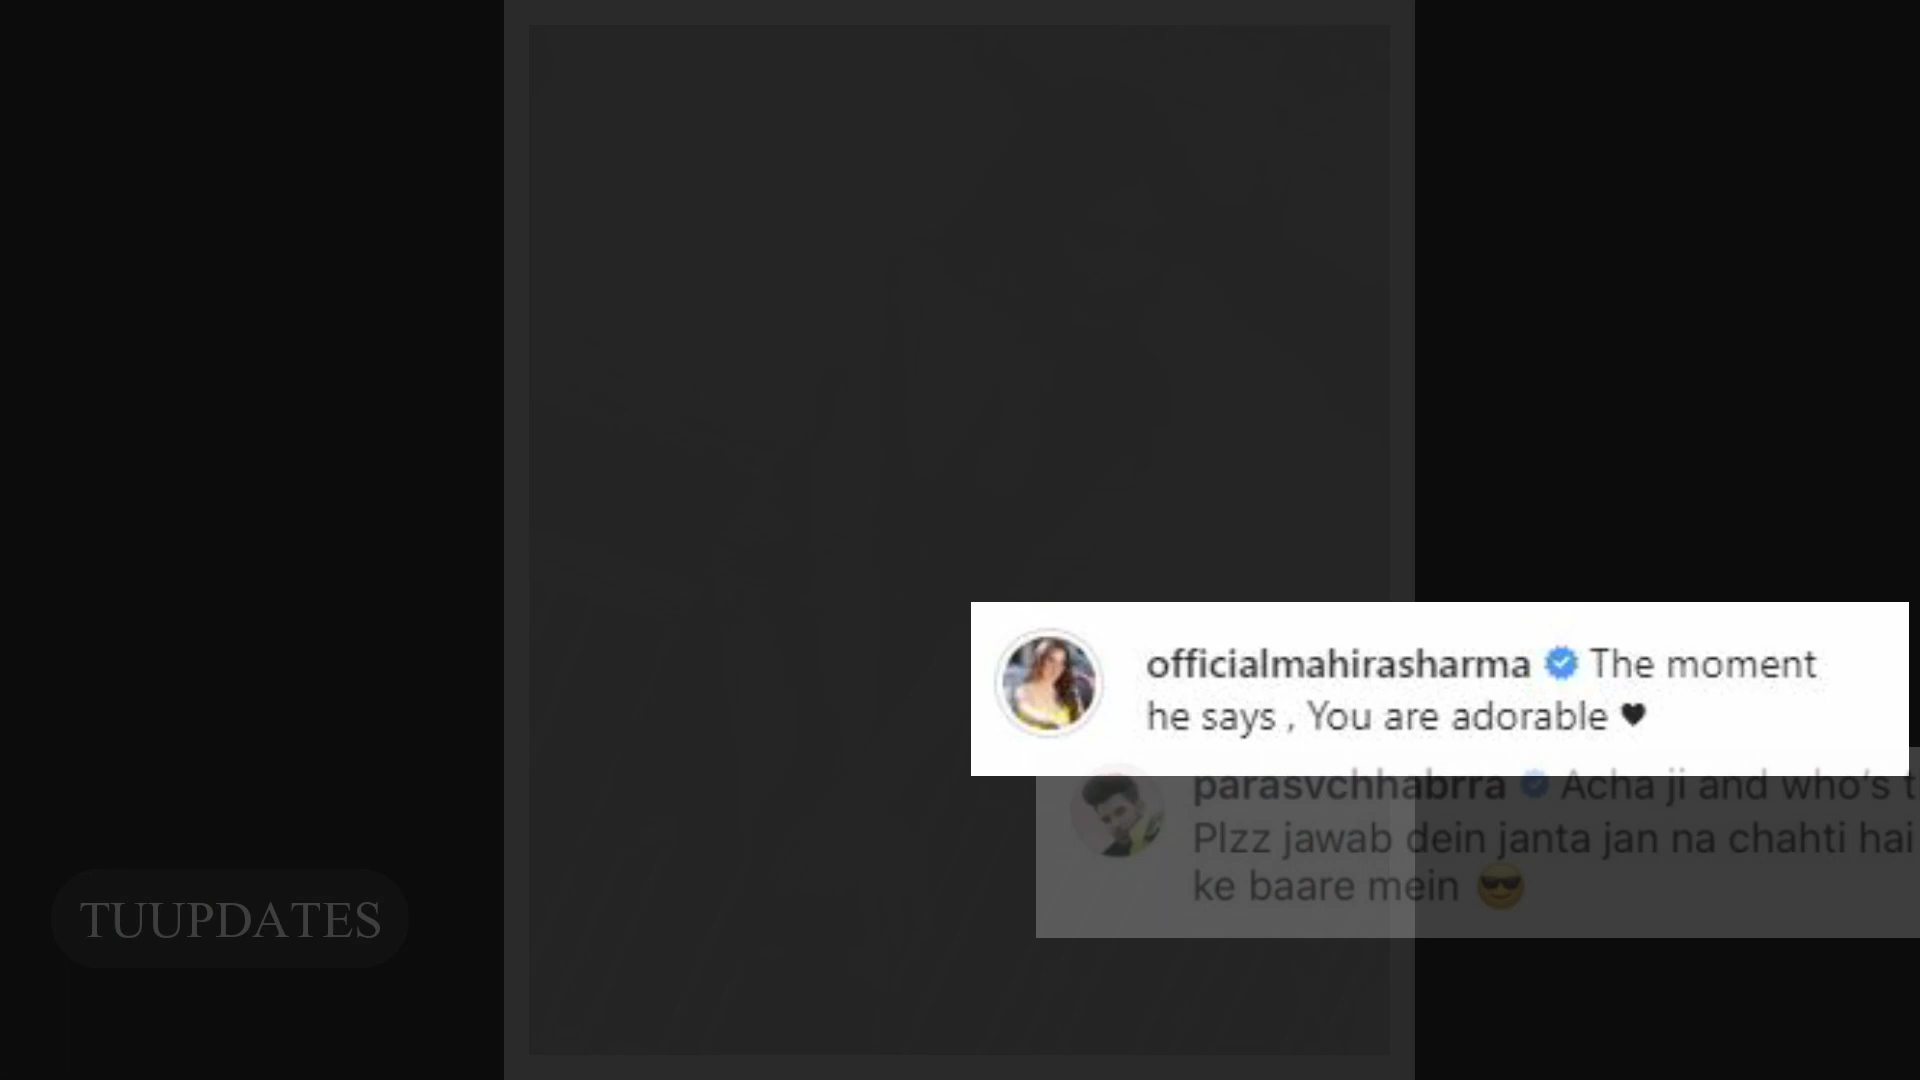 officialmahirasharma The moment
he says , You are adorable ♥
parasvchhabrra Acha ji and who's
Plzz jawab dein janta jan na chahti hai
ke baare mein 😎
TUUPDATES